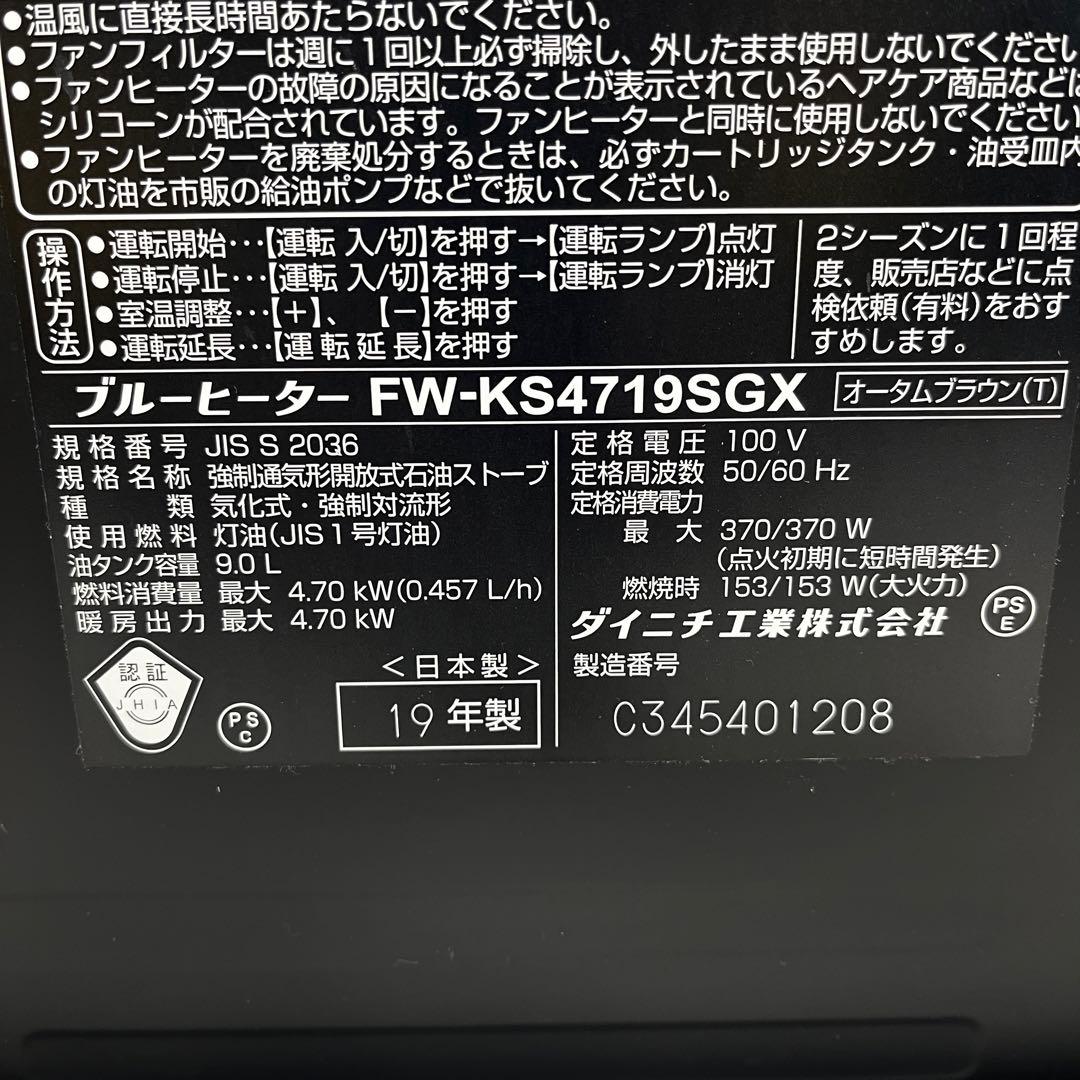 ●温風に直接長時間あたらないでください。
●ファンフィルターは週に1回以上必ず掃除し、外したまま使用しないでください
●ファンヒーターの故障の原因になることが表示されているヘアケア商品などに
シリコーンが配合されています。ファンヒーターと同時に使用しないでください
●ファンヒーターを廃棄処分するときは、必ずカートリッジタンク・油受皿内
の灯油を市販の給油ポンプなどで抜いてください。
操作方法
●運転開始…【運転 入/切】を押す→【運転ランプ】点灯
●運転停止…【運転 入/切】を押す→【運転ランプ】消灯
●室温調整…【+】、【−】を押す
●運転延長…【運転延長】を押す
2シーズンに1回程
度、販売店などに点
検依頼(有料)をおす
すめします。
ブルーヒーター FW-KS4719SGX オータムブラウン(T)
規格番号 JIS S 2036
規格名称 強制通気形開放式石油ストーブ
種類 気化式・強制対流形
使用燃料 灯油(JIS1号灯油)
油タンク容量 9.0 L
燃料消費量 最大 4.70 kW(0.457 L/h)
暖房出力 最大 4.70 kW
認証
JHIA
PS
C
<日本製>
19年製
定格電圧 100 V
定格周波数 50/60 Hz
定格消費電力
最大 370/370 W
(点火初期に短時間発生)
燃焼時 153/153 W(大火力)
ダイニチ工業株式会社
PS
E
製造番号
C345401208